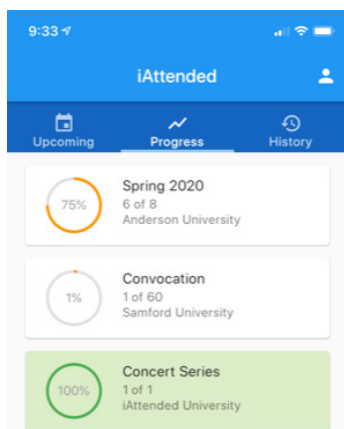 9:33
iAttended
Upcoming Progress History
75%
Spring 2020
6 of 8
Anderson University
1%
Convocation
1 of 60
Samford University
100%
Concert Series
1 of 1
iAttended University